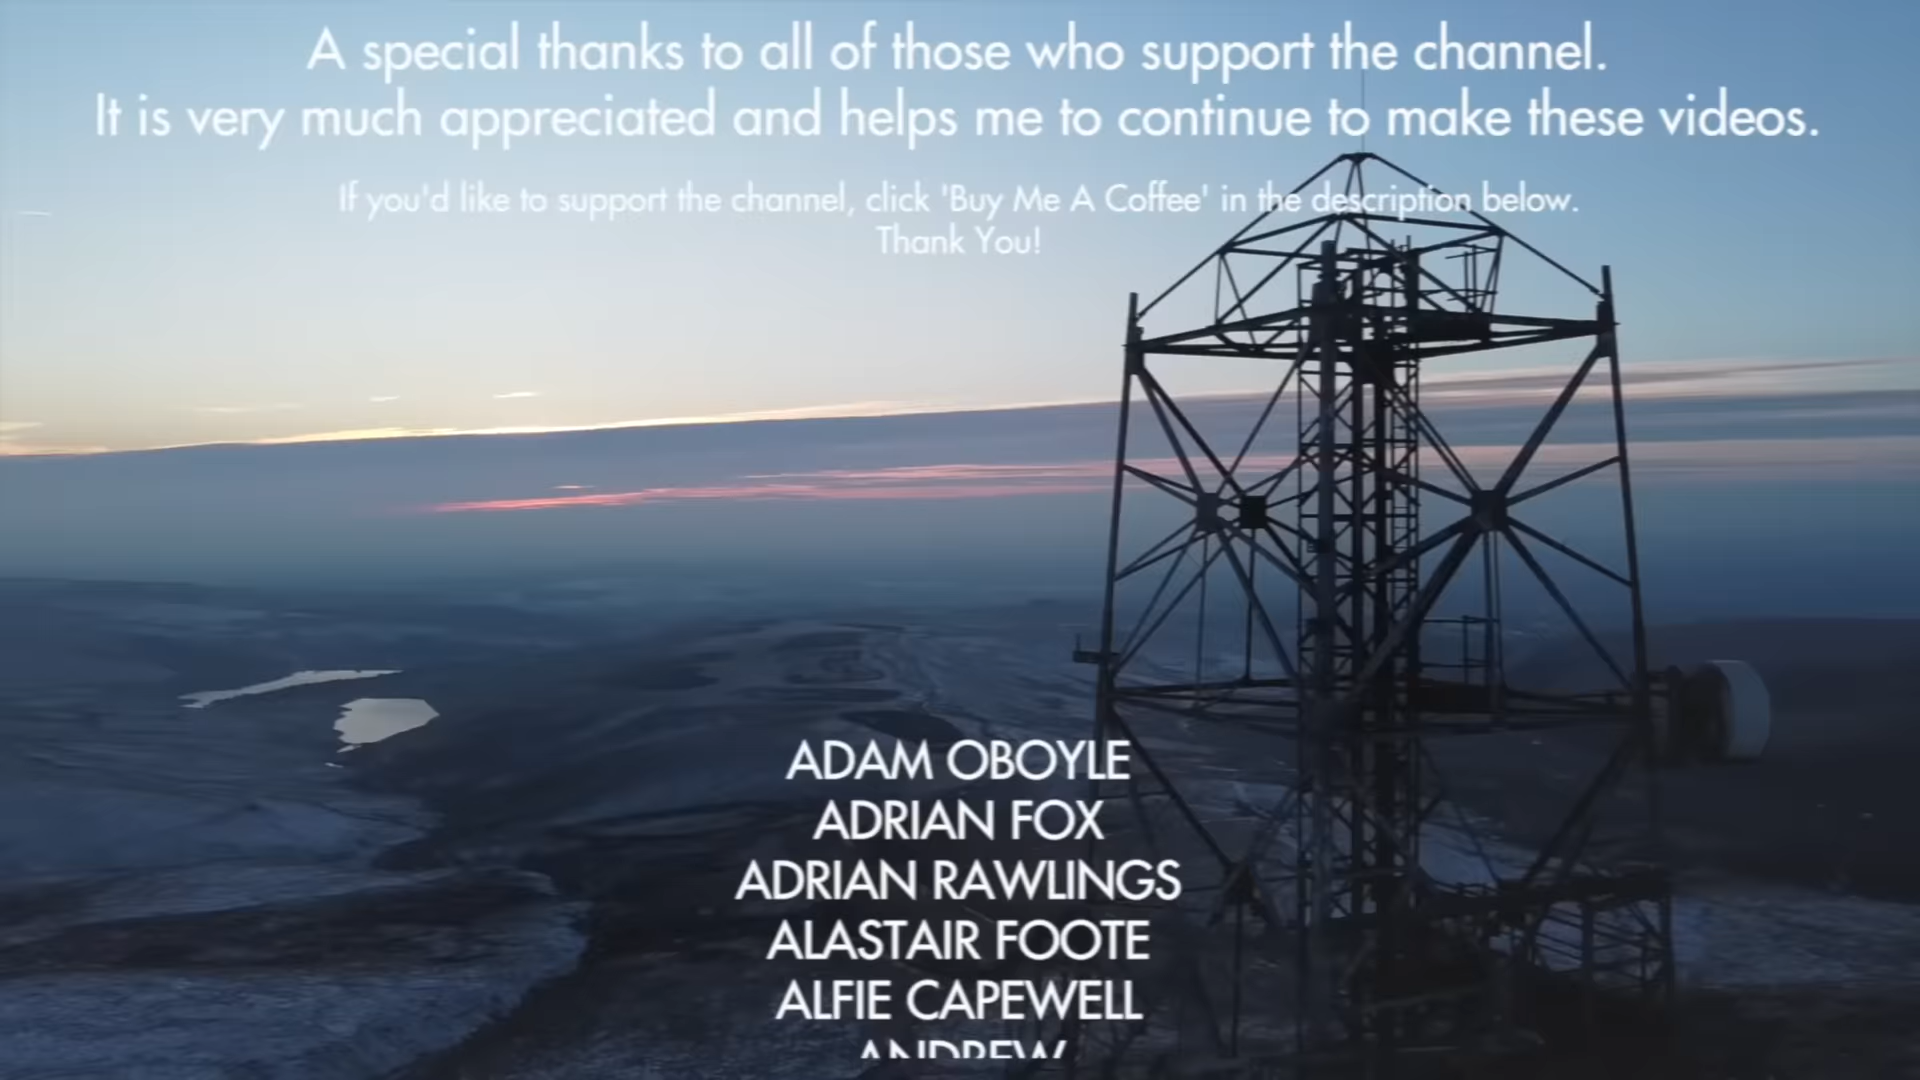 A special thanks to all of those who support the channel.
It is very much appreciated and helps me to continue to make these videos.
If you'd like to support the channel, click 'Buy Me A Coffee' in the description below.
Thank You!
ADAM OBOYLE
ADRIAN FOX
ADRIAN RAWLINGS
ALASTAIR FOOTE
ALFIE CAPEWELL
ANDREW